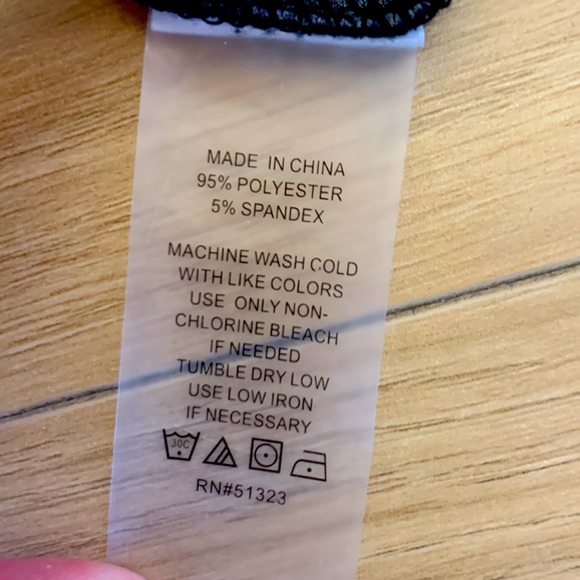 MADE IN CHINA
95% POLYESTER
5% SPANDEX
MACHINE WASH COLD
WITH LIKE COLORS
USE ONLY NON-
CHLORINE BLEACH
IF NEEDED
TUMBLE DRY LOW
USE LOW IRON
IF NECESSARY
30C
RN#51323